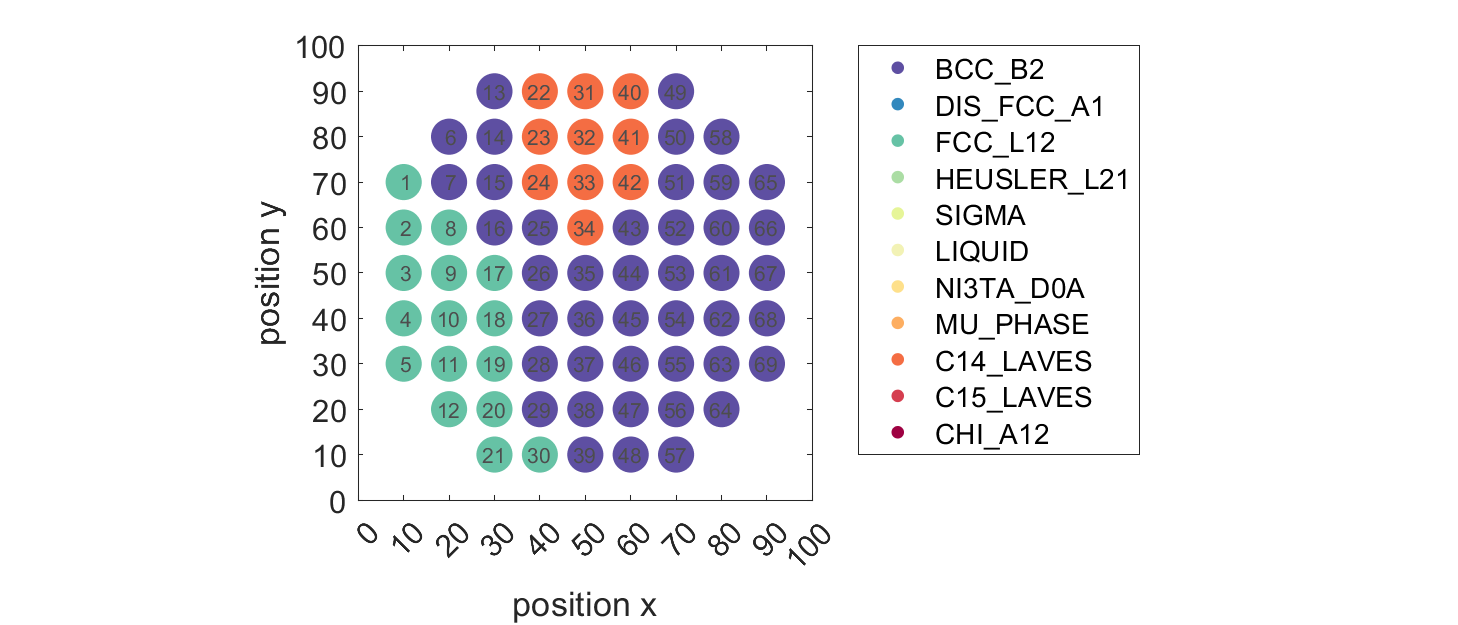 100
90
80
70
60
50
40
30
20
10
0
position y
13 22 31 40 49
6 14 23 32 41 50 58
1 7 15 24 33 42 51 59 65
2 8 16 25 34 43 52 60 66
3 9 17 26 35 44 53 61 67
4 10 18 27 36 45 54 62 68
5 11 19 28 37 46 55 63 69
12 20 29 38 47 56 64
21 30 39 48 57
0 10 20 30 40 50 60 70 80 90 100
position x
BCC_B2
DIS_FCC_A1
FCC_L12
HEUSLER_L21
SIGMA
LIQUID
NI3TA_D0A
MU_PHASE
C14_LAVES
C15_LAVES
CHI_A12